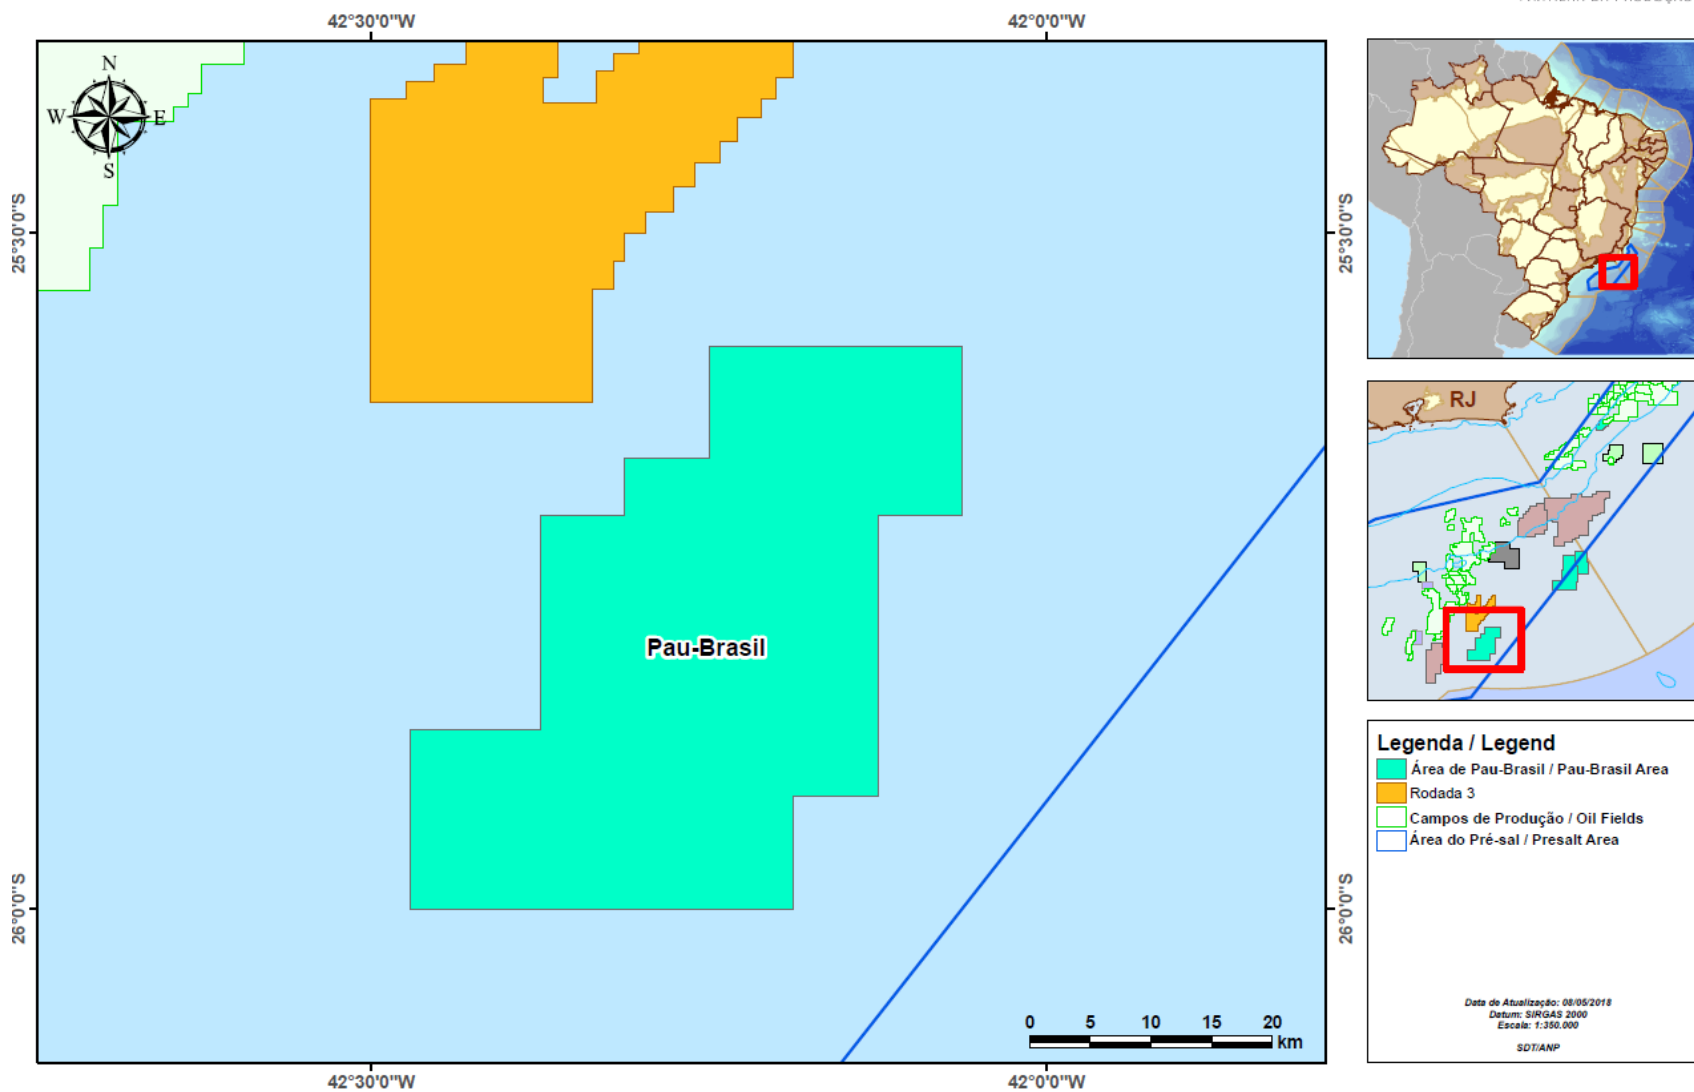 42°30'0"W
42°0'0"W
N
W
E
S
25°30'0"S
25°30'0"S
RJ
Pau-Brasil
26°0'0"S
26°0'0"S
0 5 10 15 20
km
42°30'0"W
42°0'0"W
Legenda / Legend
Área de Pau-Brasil / Pau-Brasil Area
Rodada 3
Campos de Produção / Oil Fields
Área do Pré-sal / Presalt Area
Data de Atualização: 08/05/2018
Datum: SIRGAS 2000
Escala: 1:350.000
SDT/ANP